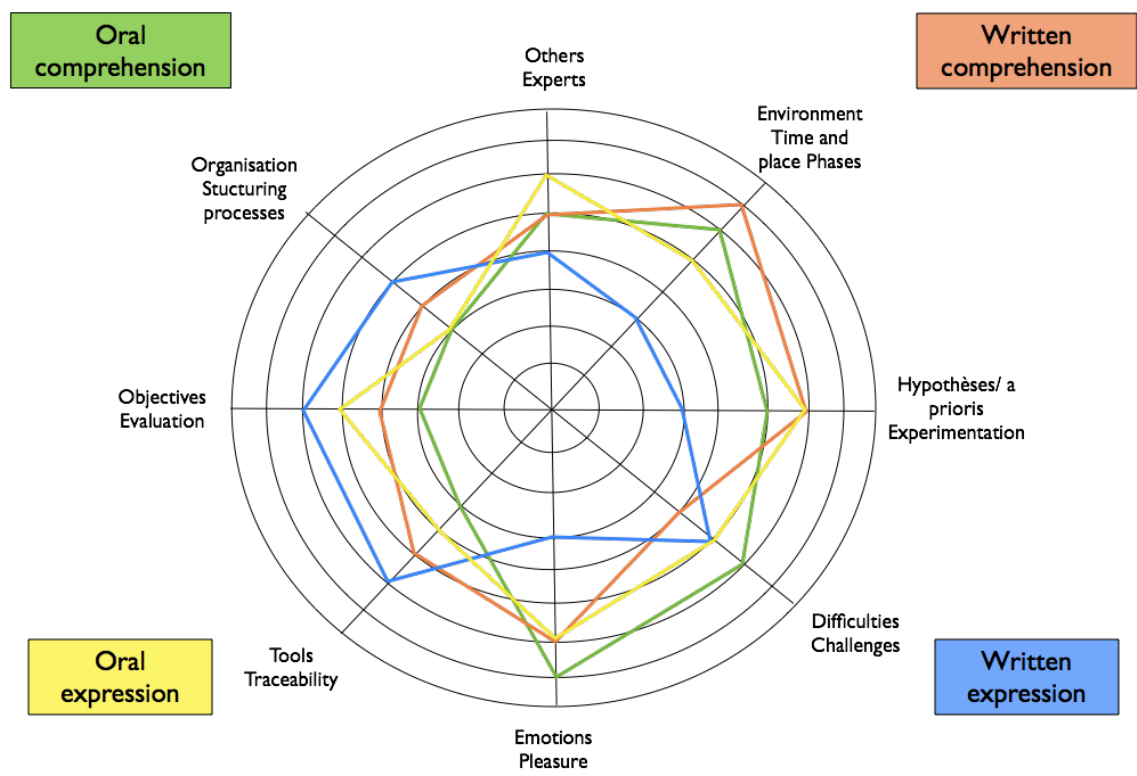 Oral
comprehension
Written
comprehension
Others
Experts
Environment
Time and
place Phases
Organisation
Stucturing
processes
Objectives
Evaluation
Hypothèses/ a
prioris
Experimentation
Difficulties
Challenges
Tools
Traceability
Emotions
Pleasure
Oral
expression
Written
expression